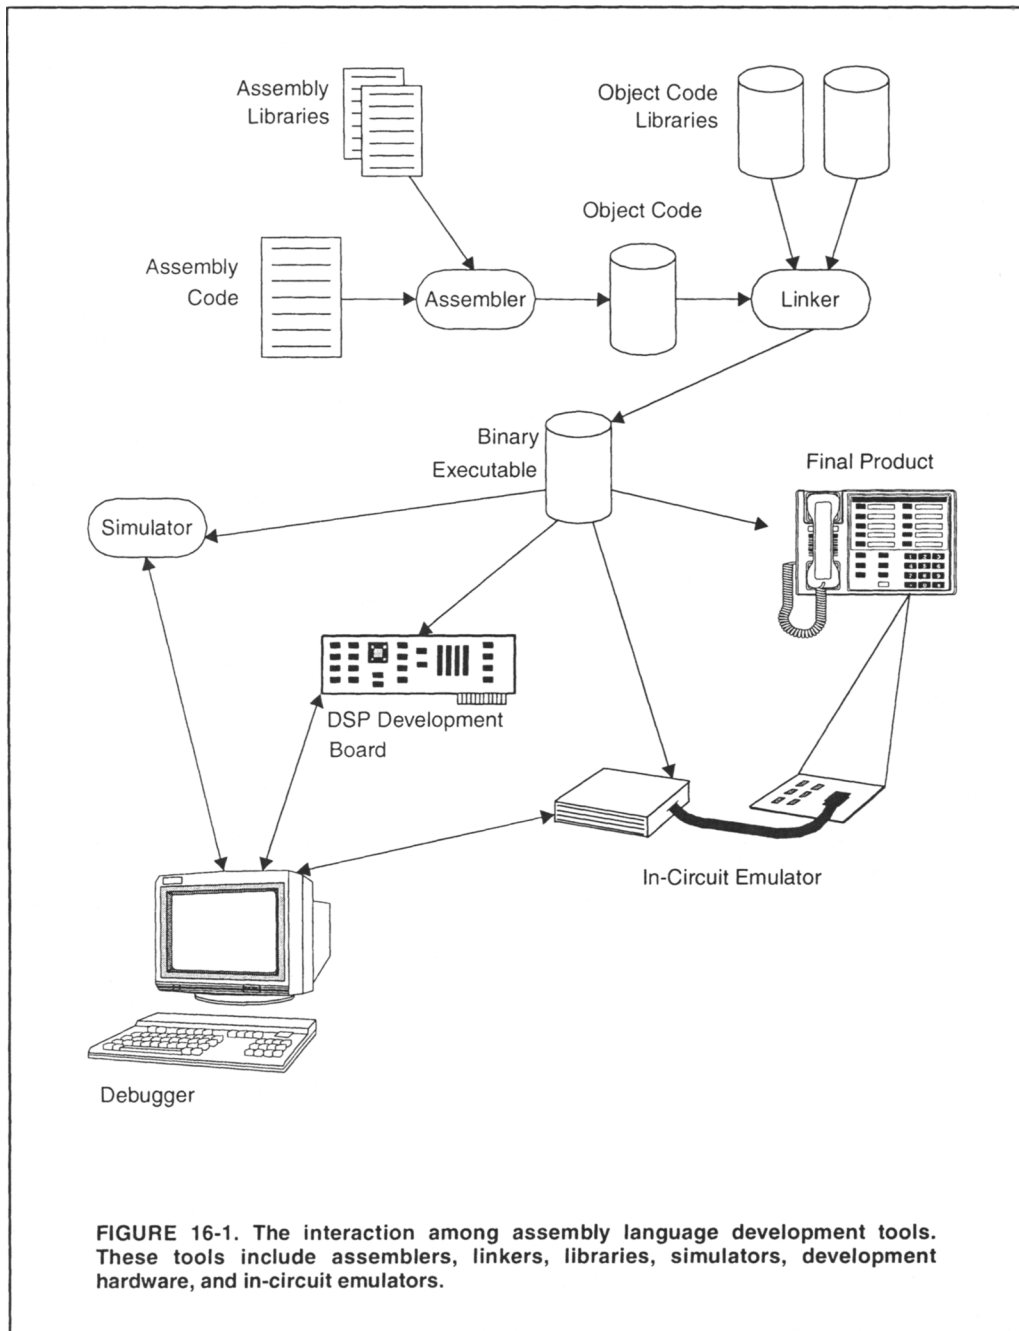 Assembly
Libraries
Object Code
Libraries
Object Code
Assembly
Code
Assembler
Linker
Binary
Executable
Final Product
Simulator
DSP Development
Board
In-Circuit Emulator
Debugger
FIGURE 16-1. The interaction among assembly language development tools.
These tools include assemblers, linkers, libraries, simulators, development
hardware, and in-circuit emulators.